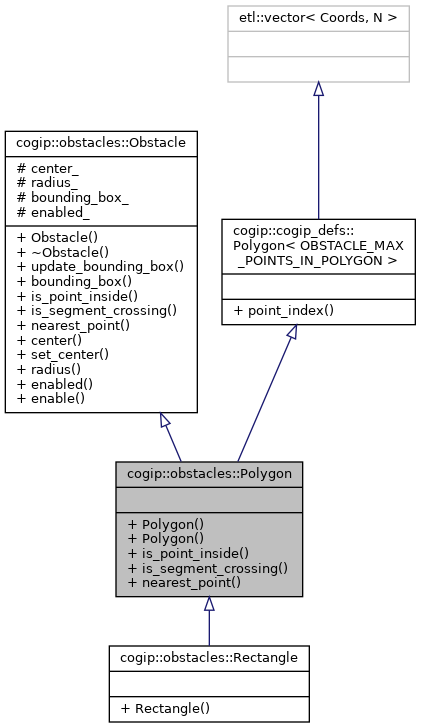 etl::vector< Coords, N >
cogip::obstacles::Obstacle
# center_
# radius_
# bounding_box_
# enabled_
+ Obstacle()
+ ~Obstacle()
+ update_bounding_box()
+ bounding_box()
+ is_point_inside()
+ is_segment_crossing()
+ nearest_point()
+ center()
+ set_center()
+ radius()
+ enabled()
+ enable()
cogip::cogip_defs::
Polygon< OBSTACLE_MAX
_POINTS_IN_POLYGON >
+ point_index()
cogip::obstacles::Polygon
+ Polygon()
+ Polygon()
+ is_point_inside()
+ is_segment_crossing()
+ nearest_point()
cogip::obstacles::Rectangle
+ Rectangle()